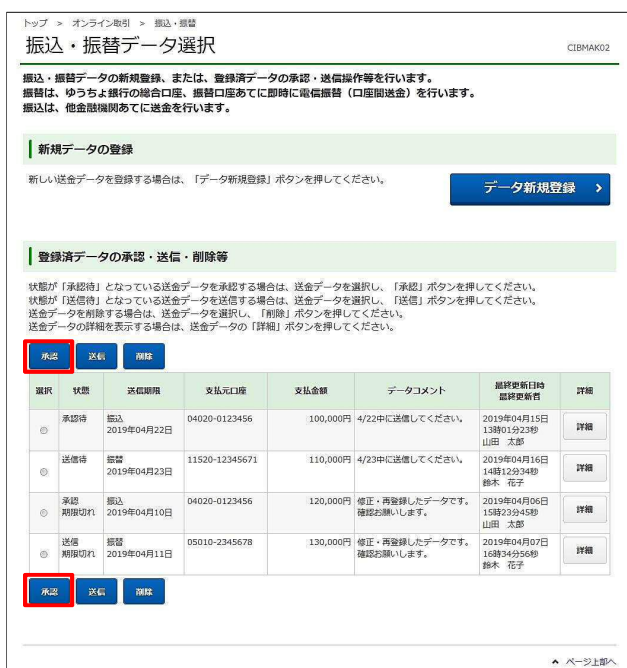 トップ > オンライン取引 > 振込・振替
振込・振替データ選択
CIBMAK02
振込・振替データの新規登録、または、登録済データの承認・送信操作等を行います。
振替は、ゆうちょ銀行の総合口座、振替口座あてに即時に電信振替（口座間送金）を行います。
振込は、他金融機関あてに送金を行います。
新規データの登録
新しい送金データを登録する場合は、「データ新規登録」ボタンを押してください。
データ新規登録 >
登録済データの承認・送信・削除等
状態が「承認待」となっている送金データを承認する場合は、送金データを選択し、「承認」ボタンを押してください。
状態が「送信待」となっている送金データを送信する場合は、送金データを選択し、「送信」ボタンを押してください。
送金データを削除する場合は、送金データを選択し、「削除」ボタンを押してください。
送金データの詳細を表示する場合は、送金データの「詳細」ボタンを押してください。
承認 送信 削除
選択 状態 送信期限 支払元口座 支払金額 データコメント 最終更新日時 詳細
最終更新者
承認待 振込 04020-0123456 100,000円 4/22中に送信してください。 2019年04月15日
2019年04月22日 13時01分23秒 詳細
山田 太郎
送信待 振替 11520-12345671 110,000円 4/23中に送信してください。 2019年04月16日
2019年04月23日 14時12分34秒 詳細
鈴木 花子
承認 振込 04020-0123456 120,000円 修正・再登録したデータです。 2019年04月06日
期限切れ 2019年04月10日 確認お願いします。 15時23分45秒 詳細
山田 太郎
送信 振替 05010-2345678 130,000円 修正・再登録したデータです。 2019年04月07日
期限切れ 2019年04月11日 確認お願いします。 16時34分56秒 詳細
鈴木 花子
承認 送信 削除
ページ上部へ